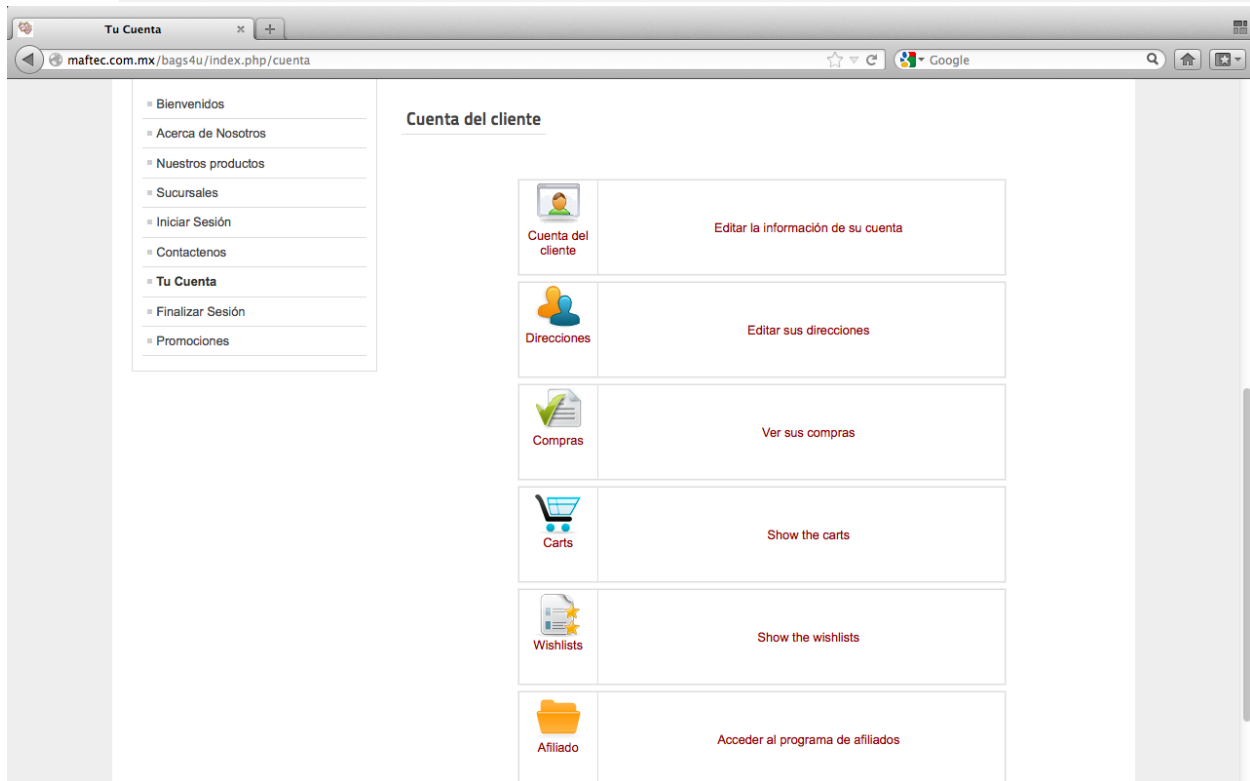 Tu Cuenta
maftec.com.mx/bags4u/index.php/cuenta
Google
Bienvenidos
Acerca de Nosotros
Nuestros productos
Sucursales
Iniciar Sesión
Contactenos
Tu Cuenta
Finalizar Sesión
Promociones
Cuenta del cliente
Cuenta del
cliente
Editar la información de su cuenta
Direcciones
Editar sus direcciones
Compras
Ver sus compras
Carts
Show the carts
Wishlists
Show the wishlists
Afiliado
Acceder al programa de afiliados